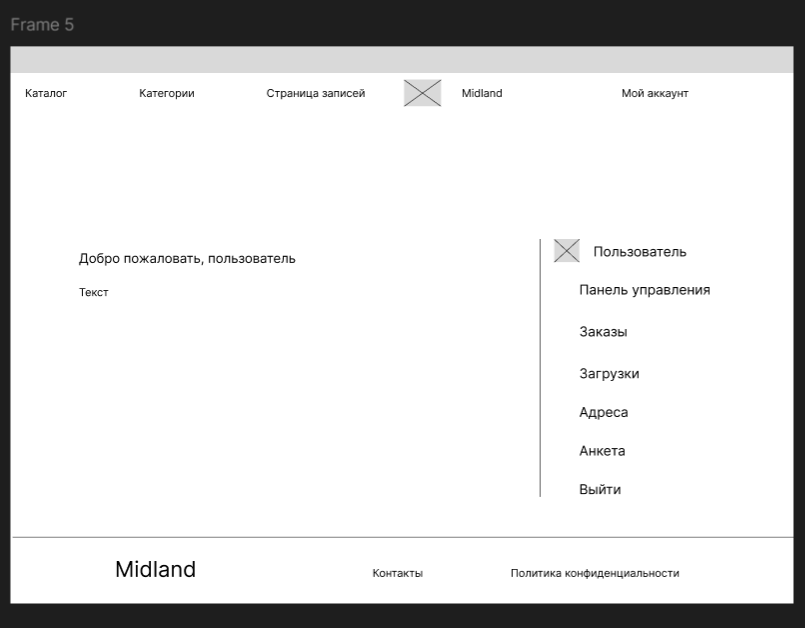 Frame 5
Каталог
Категории
Страница записей
Midland
Мой аккаунт
Добро пожаловать, пользователь
Текст
Пользователь
Панель управления
Заказы
Загрузки
Адреса
Анкета
Выйти
Midland
Контакты
Политика конфиденциальности